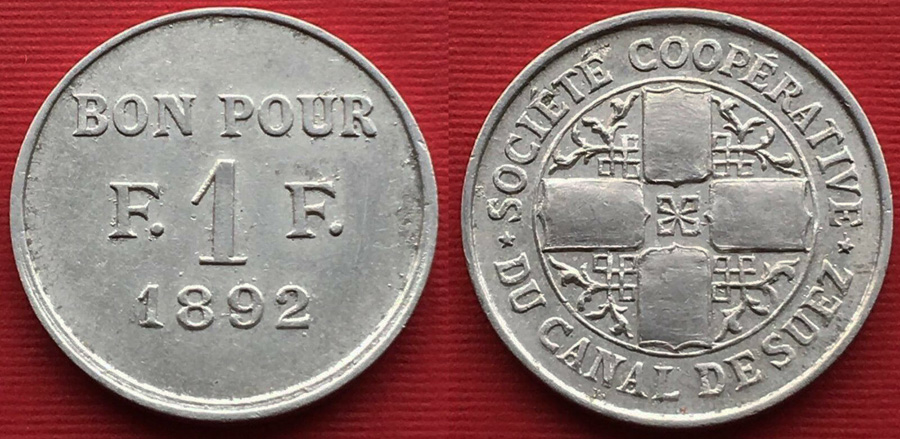 BON POUR
F. 1 F.
1892
SOCIÉTÉ COOPÉRATIVE
* DU CANAL DE SUEZ *